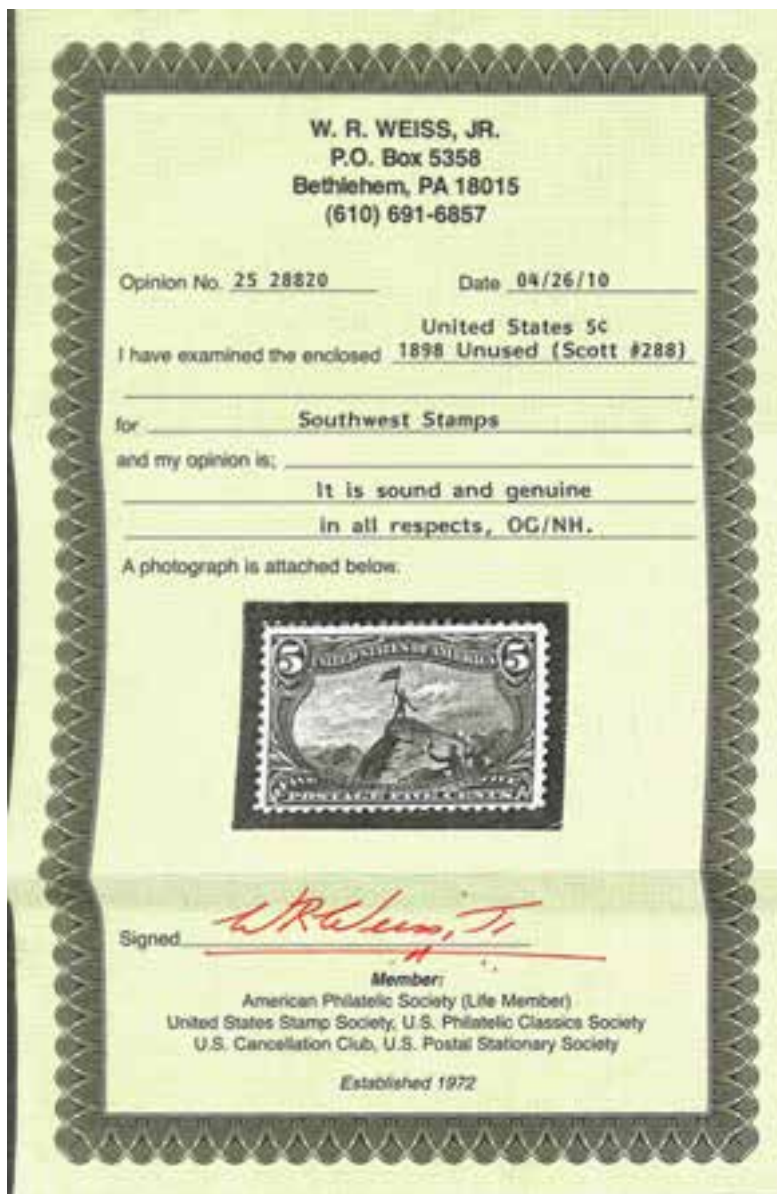 W. R. WEISS, JR.
P.O. Box 5358
Bethlehem, PA 18015
(610) 691-6857
Opinion No. 25 28820 Date 04/26/10
United States 5¢
I have examined the enclosed 1898 Unused (Scott #288)
for Southwest Stamps
and my opinion is;
It is sound and genuine
in all respects, OG/NH.
A photograph is attached below.
5 UNITED STATES OF AMERICA 5
FIVE FIVE
POSTAGE FIVE CENTS
Signed WRWeiss, Jr
Member:
American Philatelic Society (Life Member)
United States Stamp Society, U.S. Philatelic Classics Society
U.S. Cancellation Club, U.S. Postal Stationary Society
Established 1972